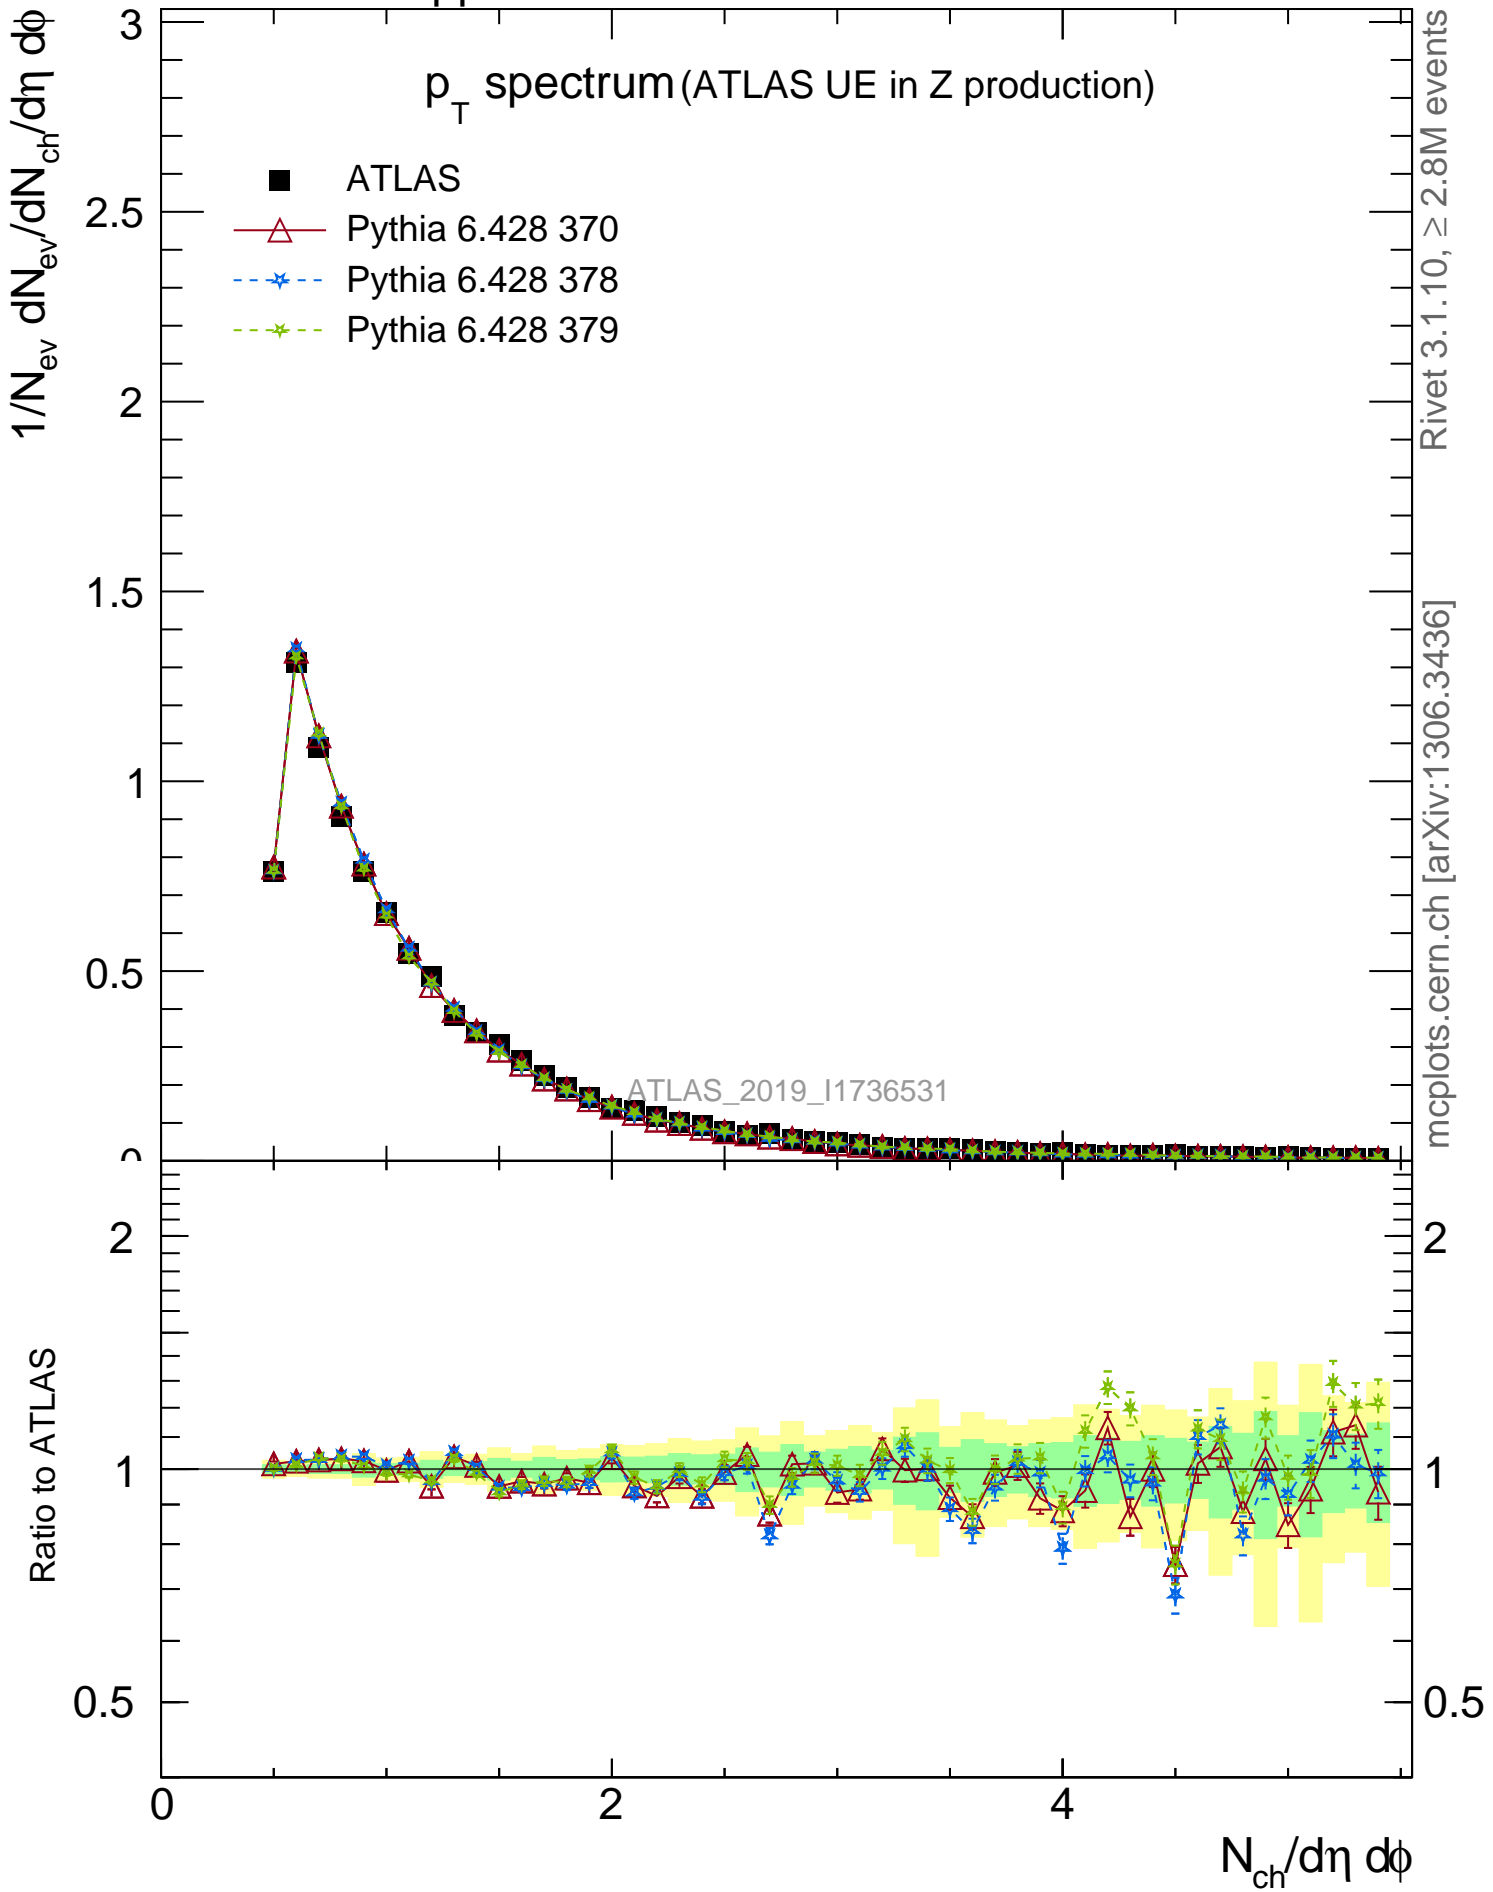 1/N_ev dN_ev/dN_ch/dη dϕ
p_T spectrum (ATLAS UE in Z production)
ATLAS
Pythia 6.428 370
Pythia 6.428 378
Pythia 6.428 379
3
2.5
2
1.5
1
0.5
0
ATLAS_2019_I1736531
Rivet 3.1.10, ≥ 2.8M events
mcplots.cern.ch [arXiv:1306.3436]
Ratio to ATLAS
2
1
0.5
2
1
0.5
0 2 4
N_ch/dη dϕ